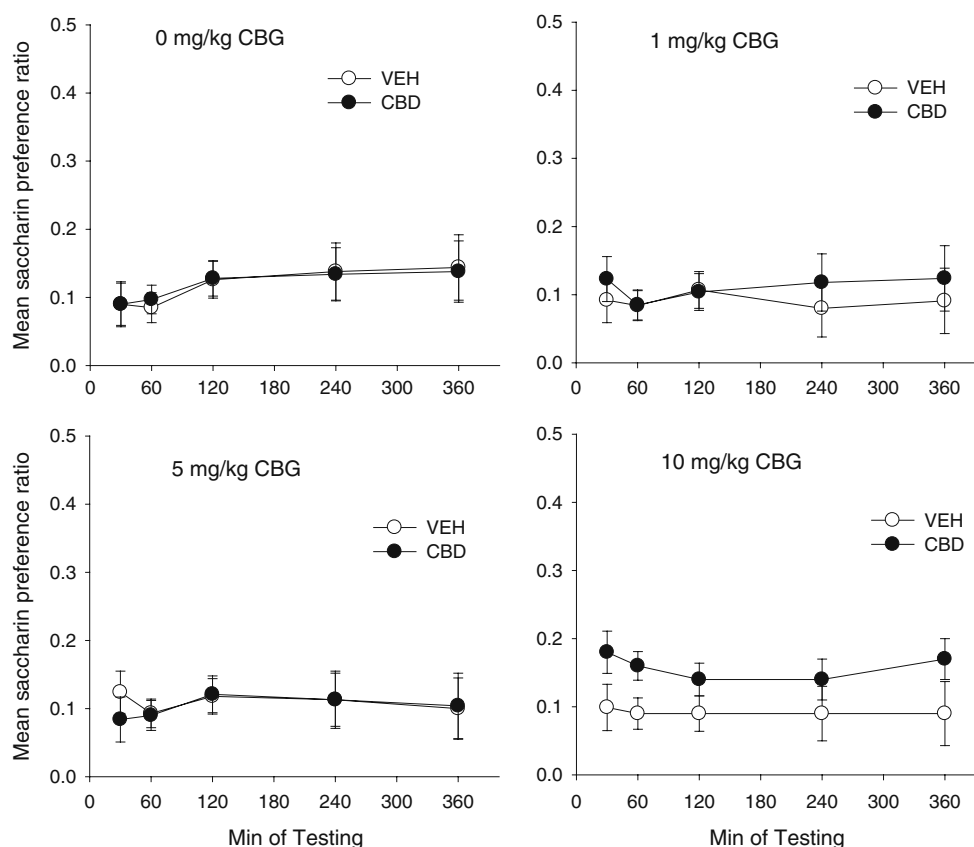 0 mg/kg CBG
VEH
CBD
Mean saccharin preference ratio
0.5
0.4
0.3
0.2
0.1
0.0
0 60 120 180 240 300 360
1 mg/kg CBG
VEH
CBD
0.5
0.4
0.3
0.2
0.1
0.0
0 60 120 180 240 300 360
5 mg/kg CBG
VEH
CBD
Mean saccharin preference ratio
0.5
0.4
0.3
0.2
0.1
0.0
0 60 120 180 240 300 360
Min of Testing
10 mg/kg CBG
VEH
CBD
0.5
0.4
0.3
0.2
0.1
0.0
0 60 120 180 240 300 360
Min of Testing